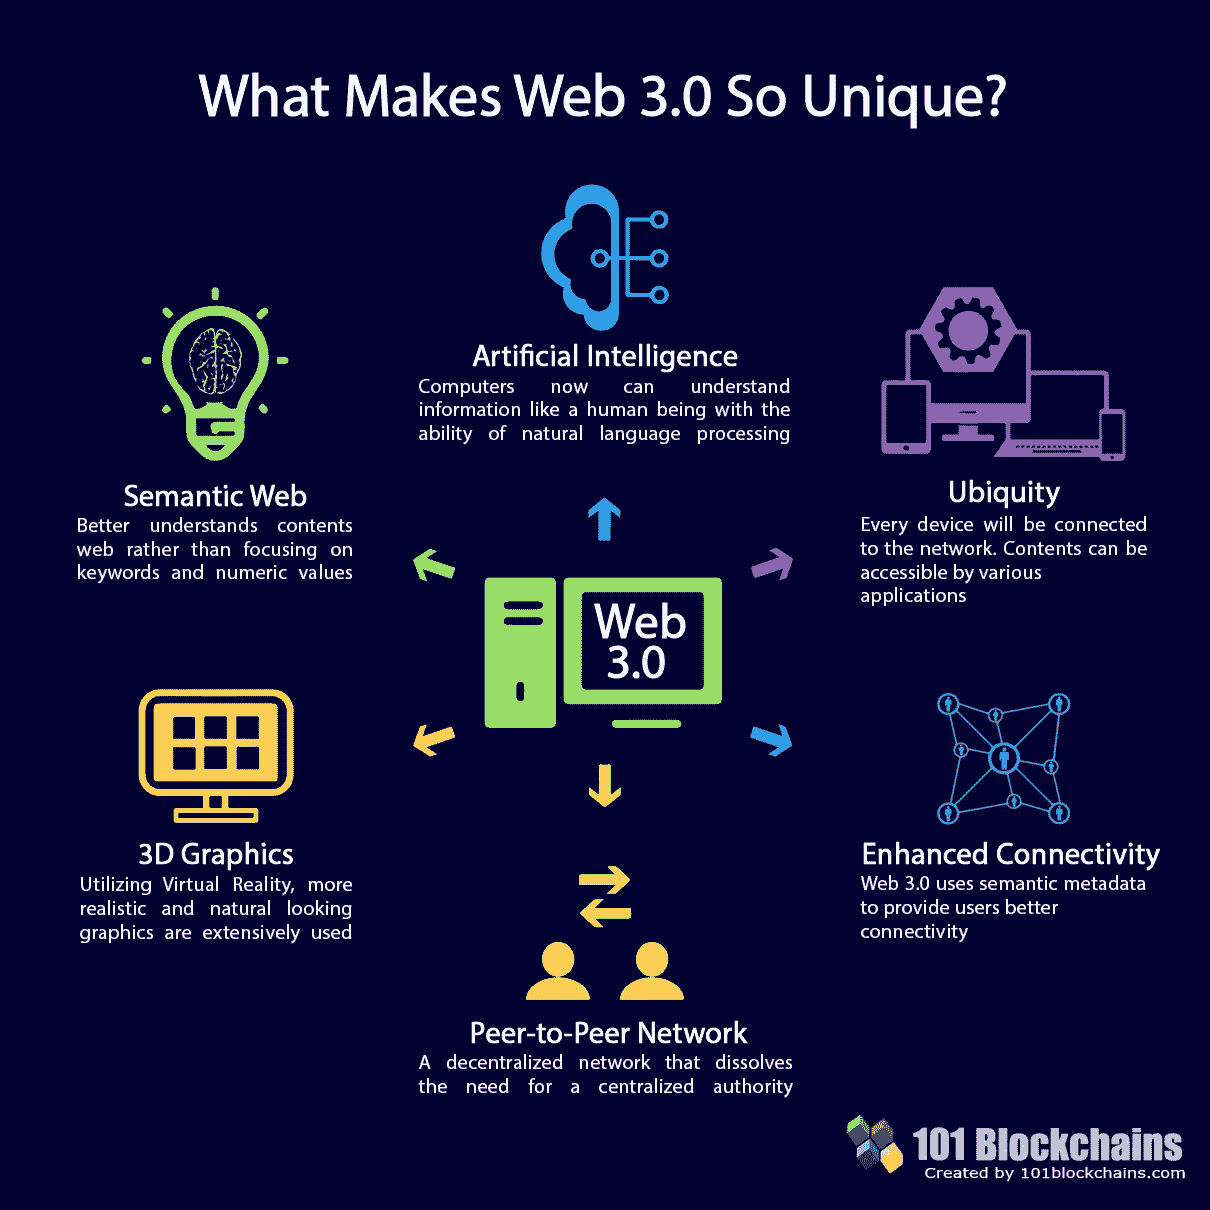 What Makes Web 3.0 So Unique?
Artificial Intelligence
Computers now can understand
information like a human being with the
ability of natural language processing
Semantic Web
Better understands contents
web rather than focusing on
keywords and numeric values
Ubiquity
Every device will be connected
to the network. Contents can be
accessible by various
applications
Web
3.0
3D Graphics
Utilizing Virtual Reality, more
realistic and natural looking
graphics are extensively used
Enhanced Connectivity
Web 3.0 uses semantic metadata
to provide users better
connectivity
Peer-to-Peer Network
A decentralized network that dissolves
the need for a centralized authority
101 Blockchains
Created by 101blockchains.com